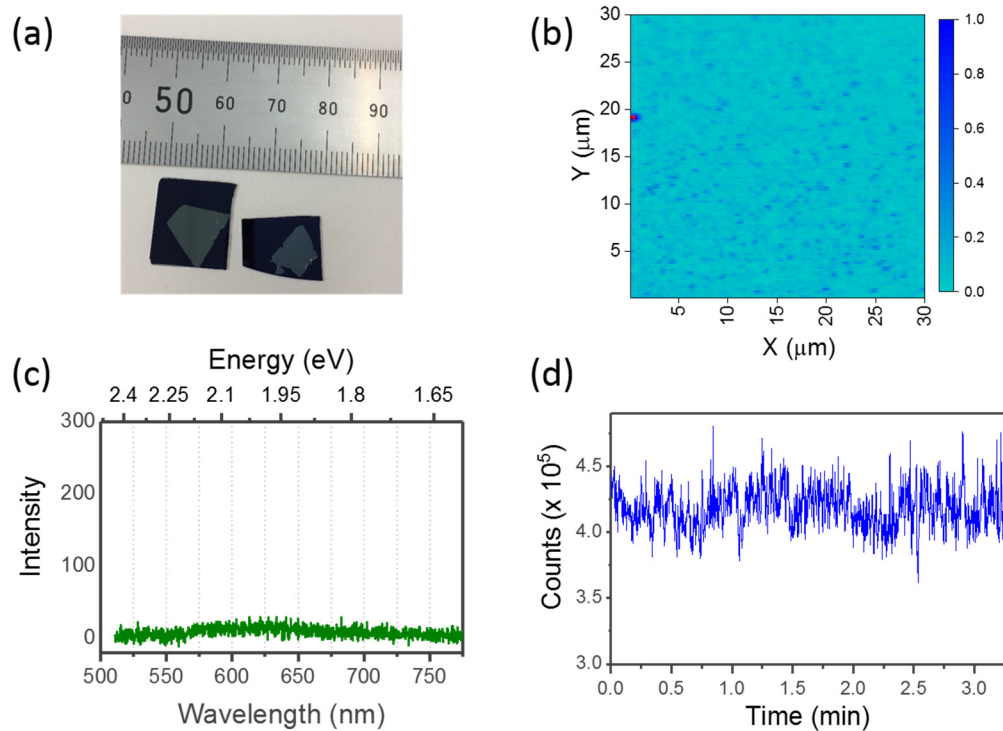 (a)
0 50 60 70 80 90
(b)
30
25
20
15
10
5
Y (μm)
5 10 15 20 25 30
X (μm)
1.0
0.8
0.6
0.4
0.2
0.0
(c)
Energy (eV)
2.4 2.25 2.1 1.95 1.8 1.65
300
200
100
0
Intensity
500 550 600 650 700 750
Wavelength (nm)
(d)
4.5
4.0
3.5
3.0
Counts (x 10⁵)
0.0 0.5 1.0 1.5 2.0 2.5 3.0
Time (min)